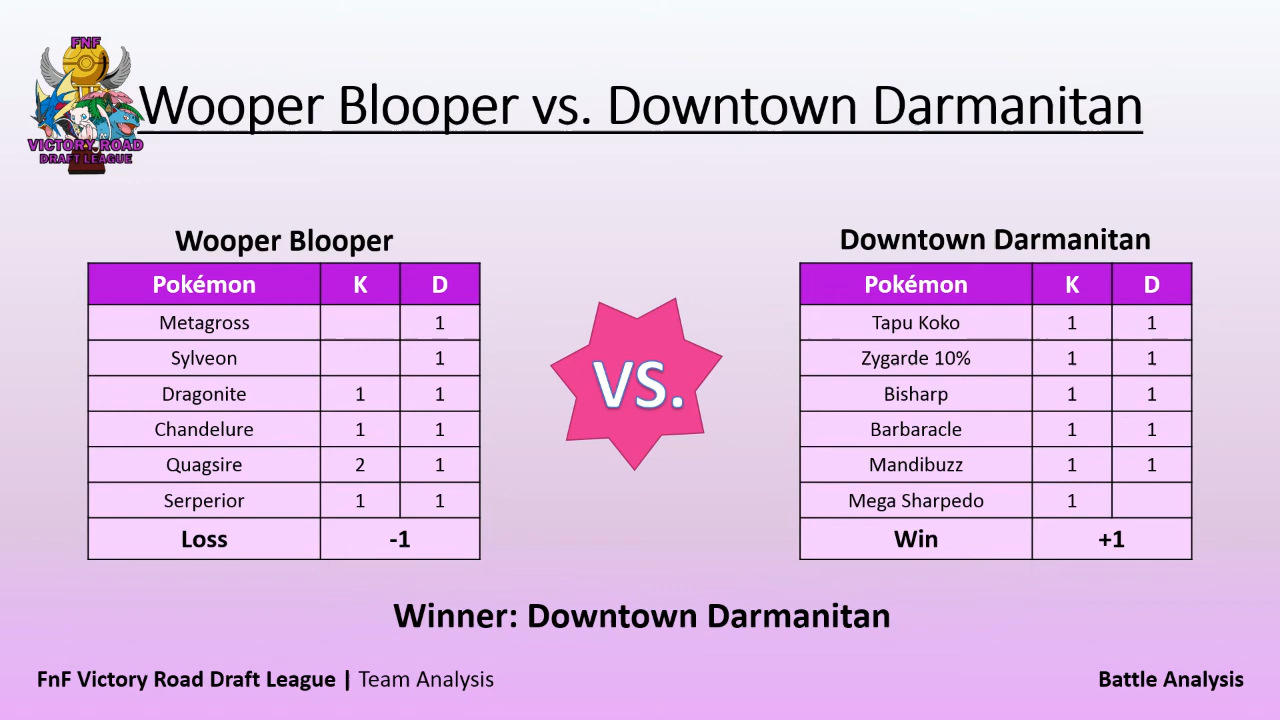 FNF
VICTORY ROAD
DRAFT LEAGUE
Wooper Blooper vs. Downtown Darmanitan
Wooper Blooper
Pokémon K D
Metagross 1
Sylveon 1
Dragonite 1 1
Chandelure 1 1
Quagsire 2 1
Serperior 1 1
Loss -1
VS.
Downtown Darmanitan
Pokémon K D
Tapu Koko 1 1
Zygarde 10% 1 1
Bisharp 1 1
Barbaracle 1 1
Mandibuzz 1 1
Mega Sharpedo 1
Win +1
Winner: Downtown Darmanitan
FnF Victory Road Draft League | Team Analysis
Battle Analysis